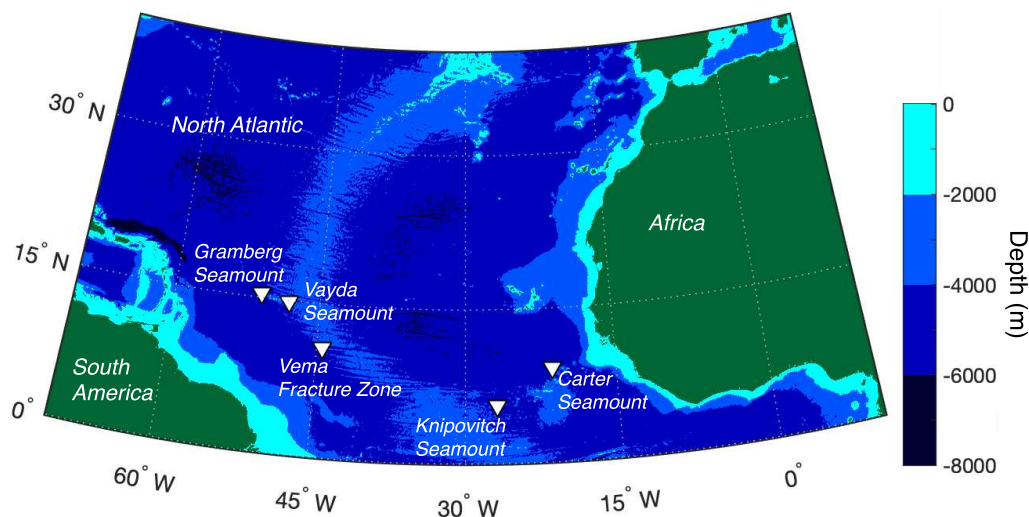 30° N
North Atlantic
Africa
15° N
Gramberg
Seamount
Vayda
Seamount
Vema
Fracture Zone
South
America
Carter
Seamount
Knipovitch
Seamount
0°
60° W
45° W
30° W
15° W
0°
0
-2000
-4000
-6000
-8000
Depth (m)